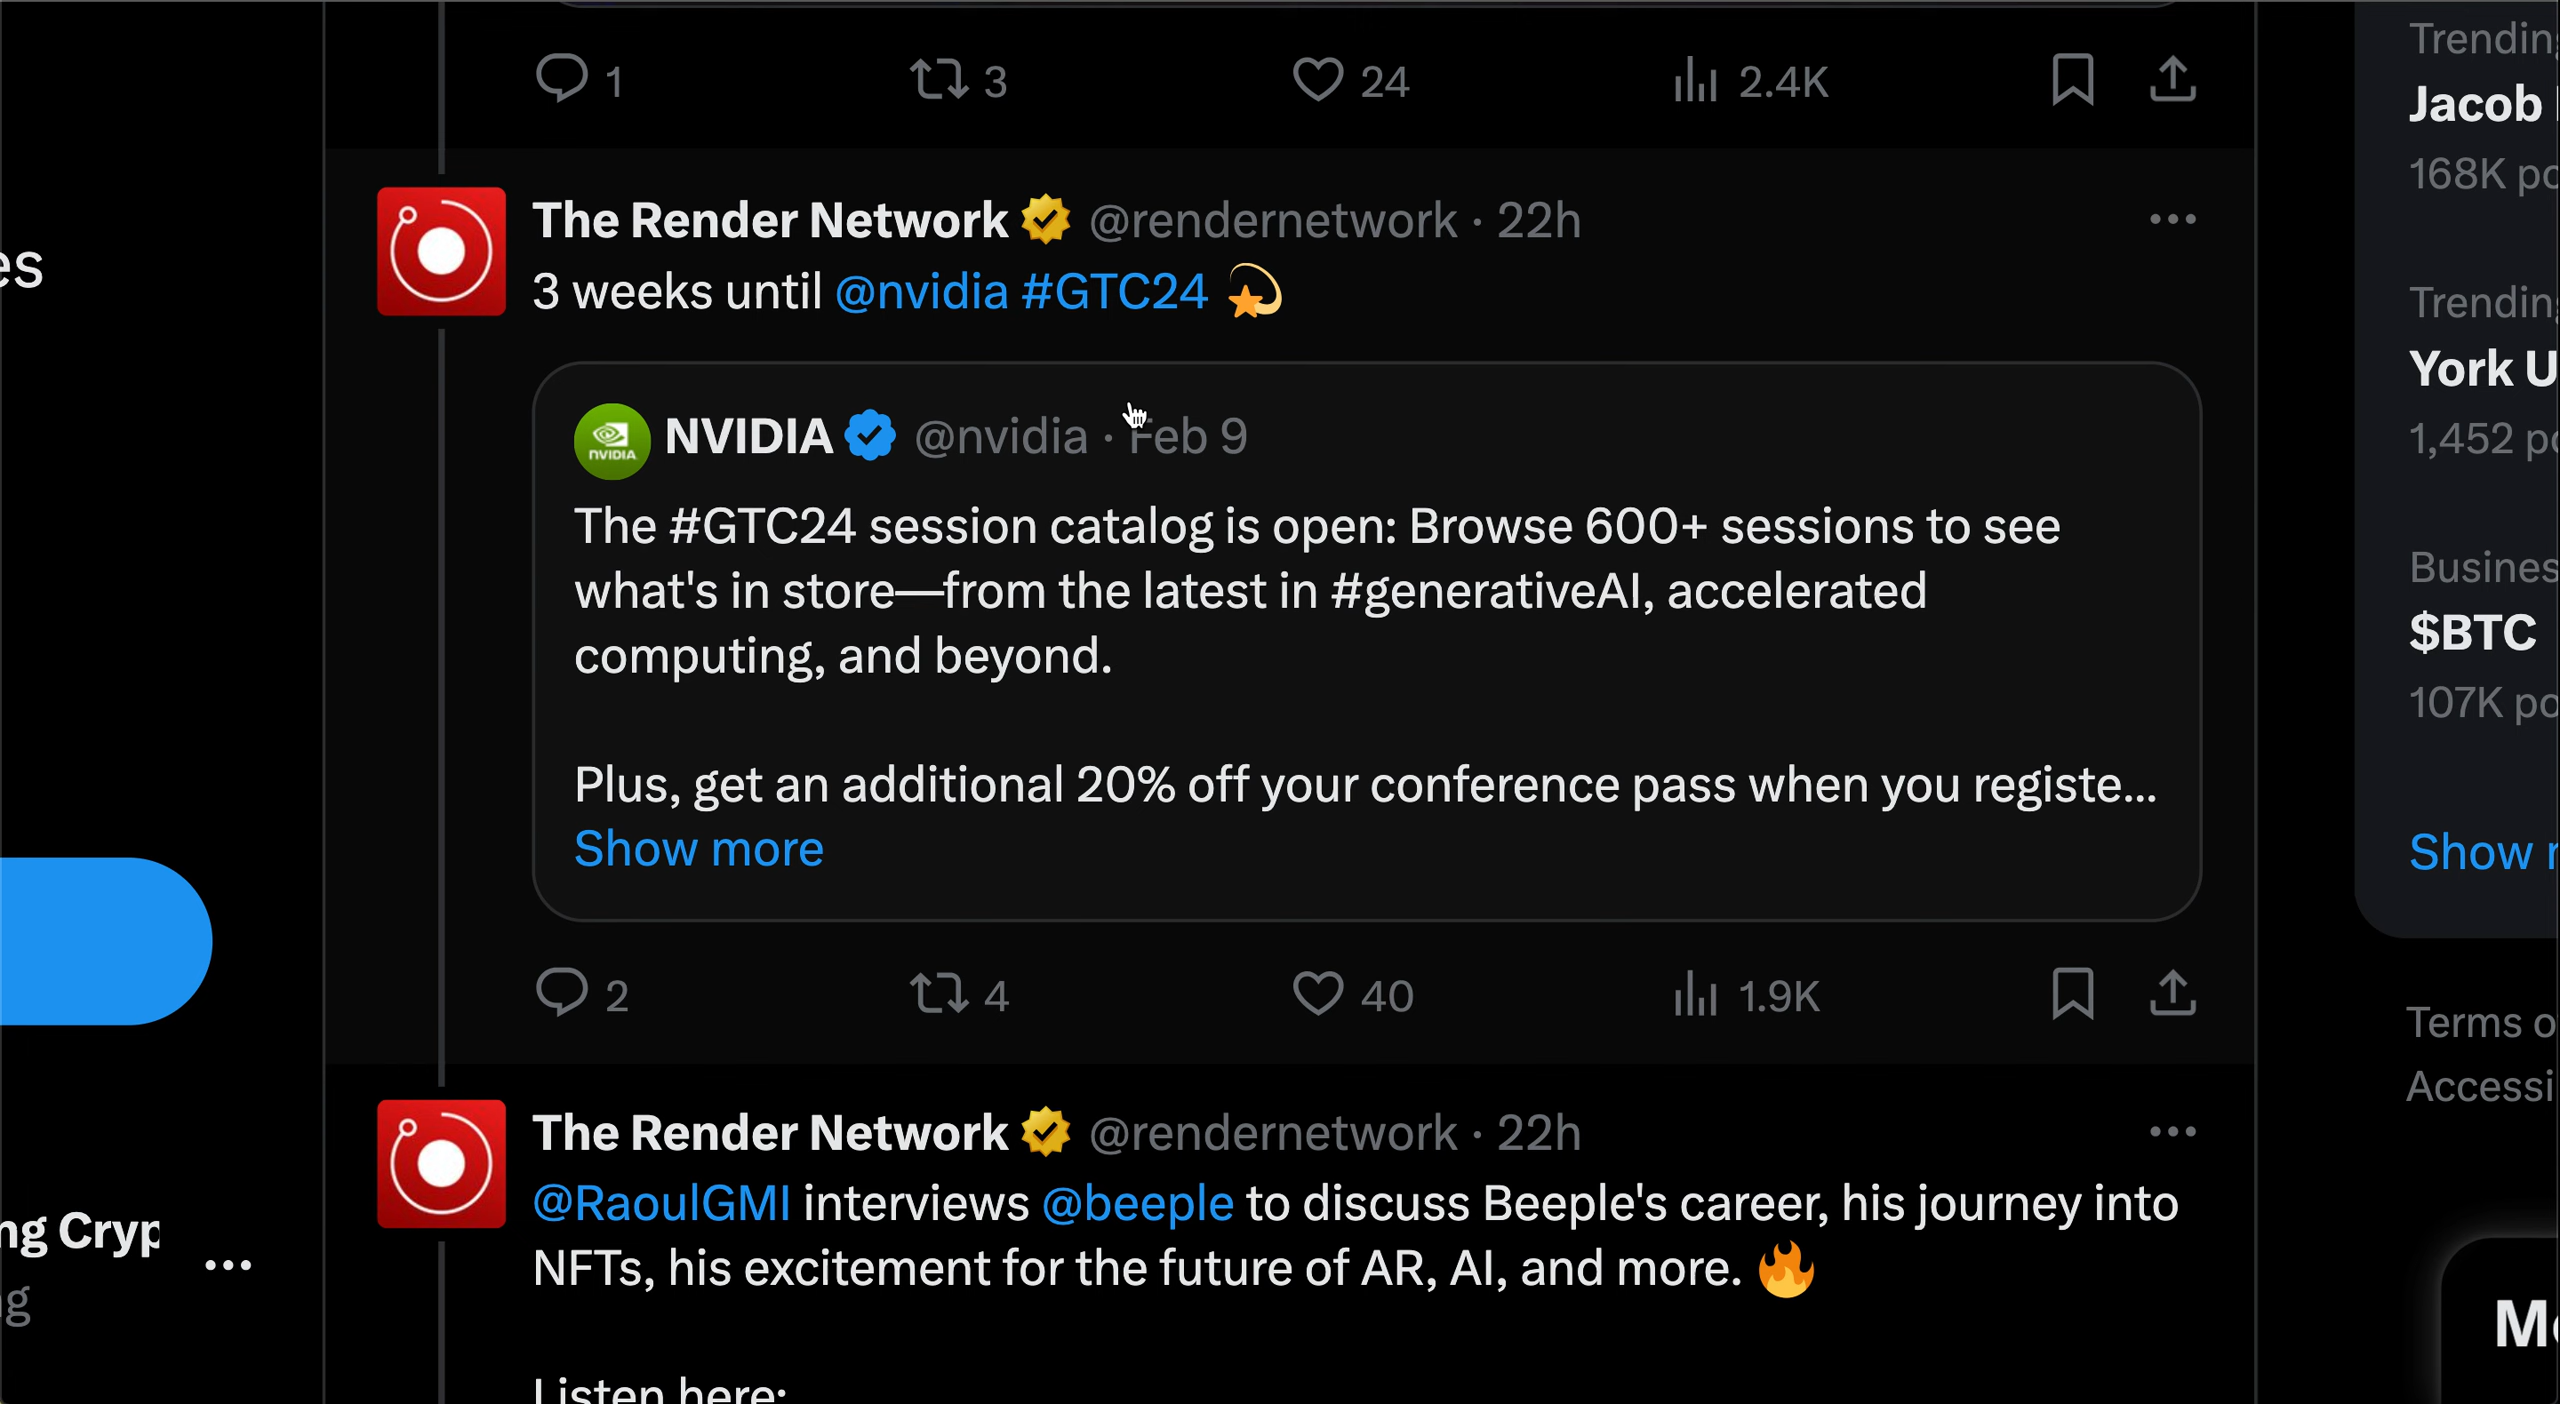 1 3 24 2.4K
The Render Network @rendernetwork · 22h
3 weeks until @nvidia #GTC24 💫
NVIDIA @nvidia · Feb 9
The #GTC24 session catalog is open: Browse 600+ sessions to see
what's in store—from the latest in #generativeAI, accelerated
computing, and beyond.
Plus, get an additional 20% off your conference pass when you registe...
Show more
2 4 40 1.9K
The Render Network @rendernetwork · 22h
@RaoulGMI interviews @beeple to discuss Beeple's career, his journey into
NFTs, his excitement for the future of AR, AI, and more. 🔥
Listen here:
Jacob
168K
York
1,452
$BTC
107K
Show
Terms